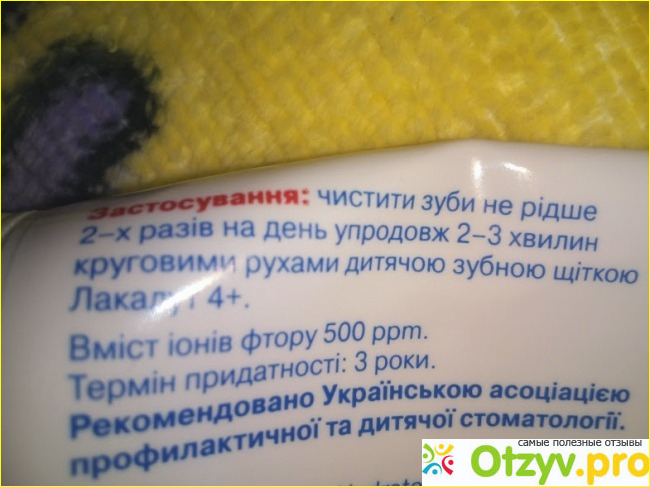 Застосування: чистити зуби не рідше
2–х разів на день упродовж 2–3 хвилин
круговими рухами дитячою зубною щіткою
Лакалут 4+.
Вміст іонів фтору 500 ppm.
Термін придатності: 3 роки.
Рекомендовано Українською асоціацією
профілактичної та дитячої стоматології.
самые полезные отзывы
Otzyv.pro